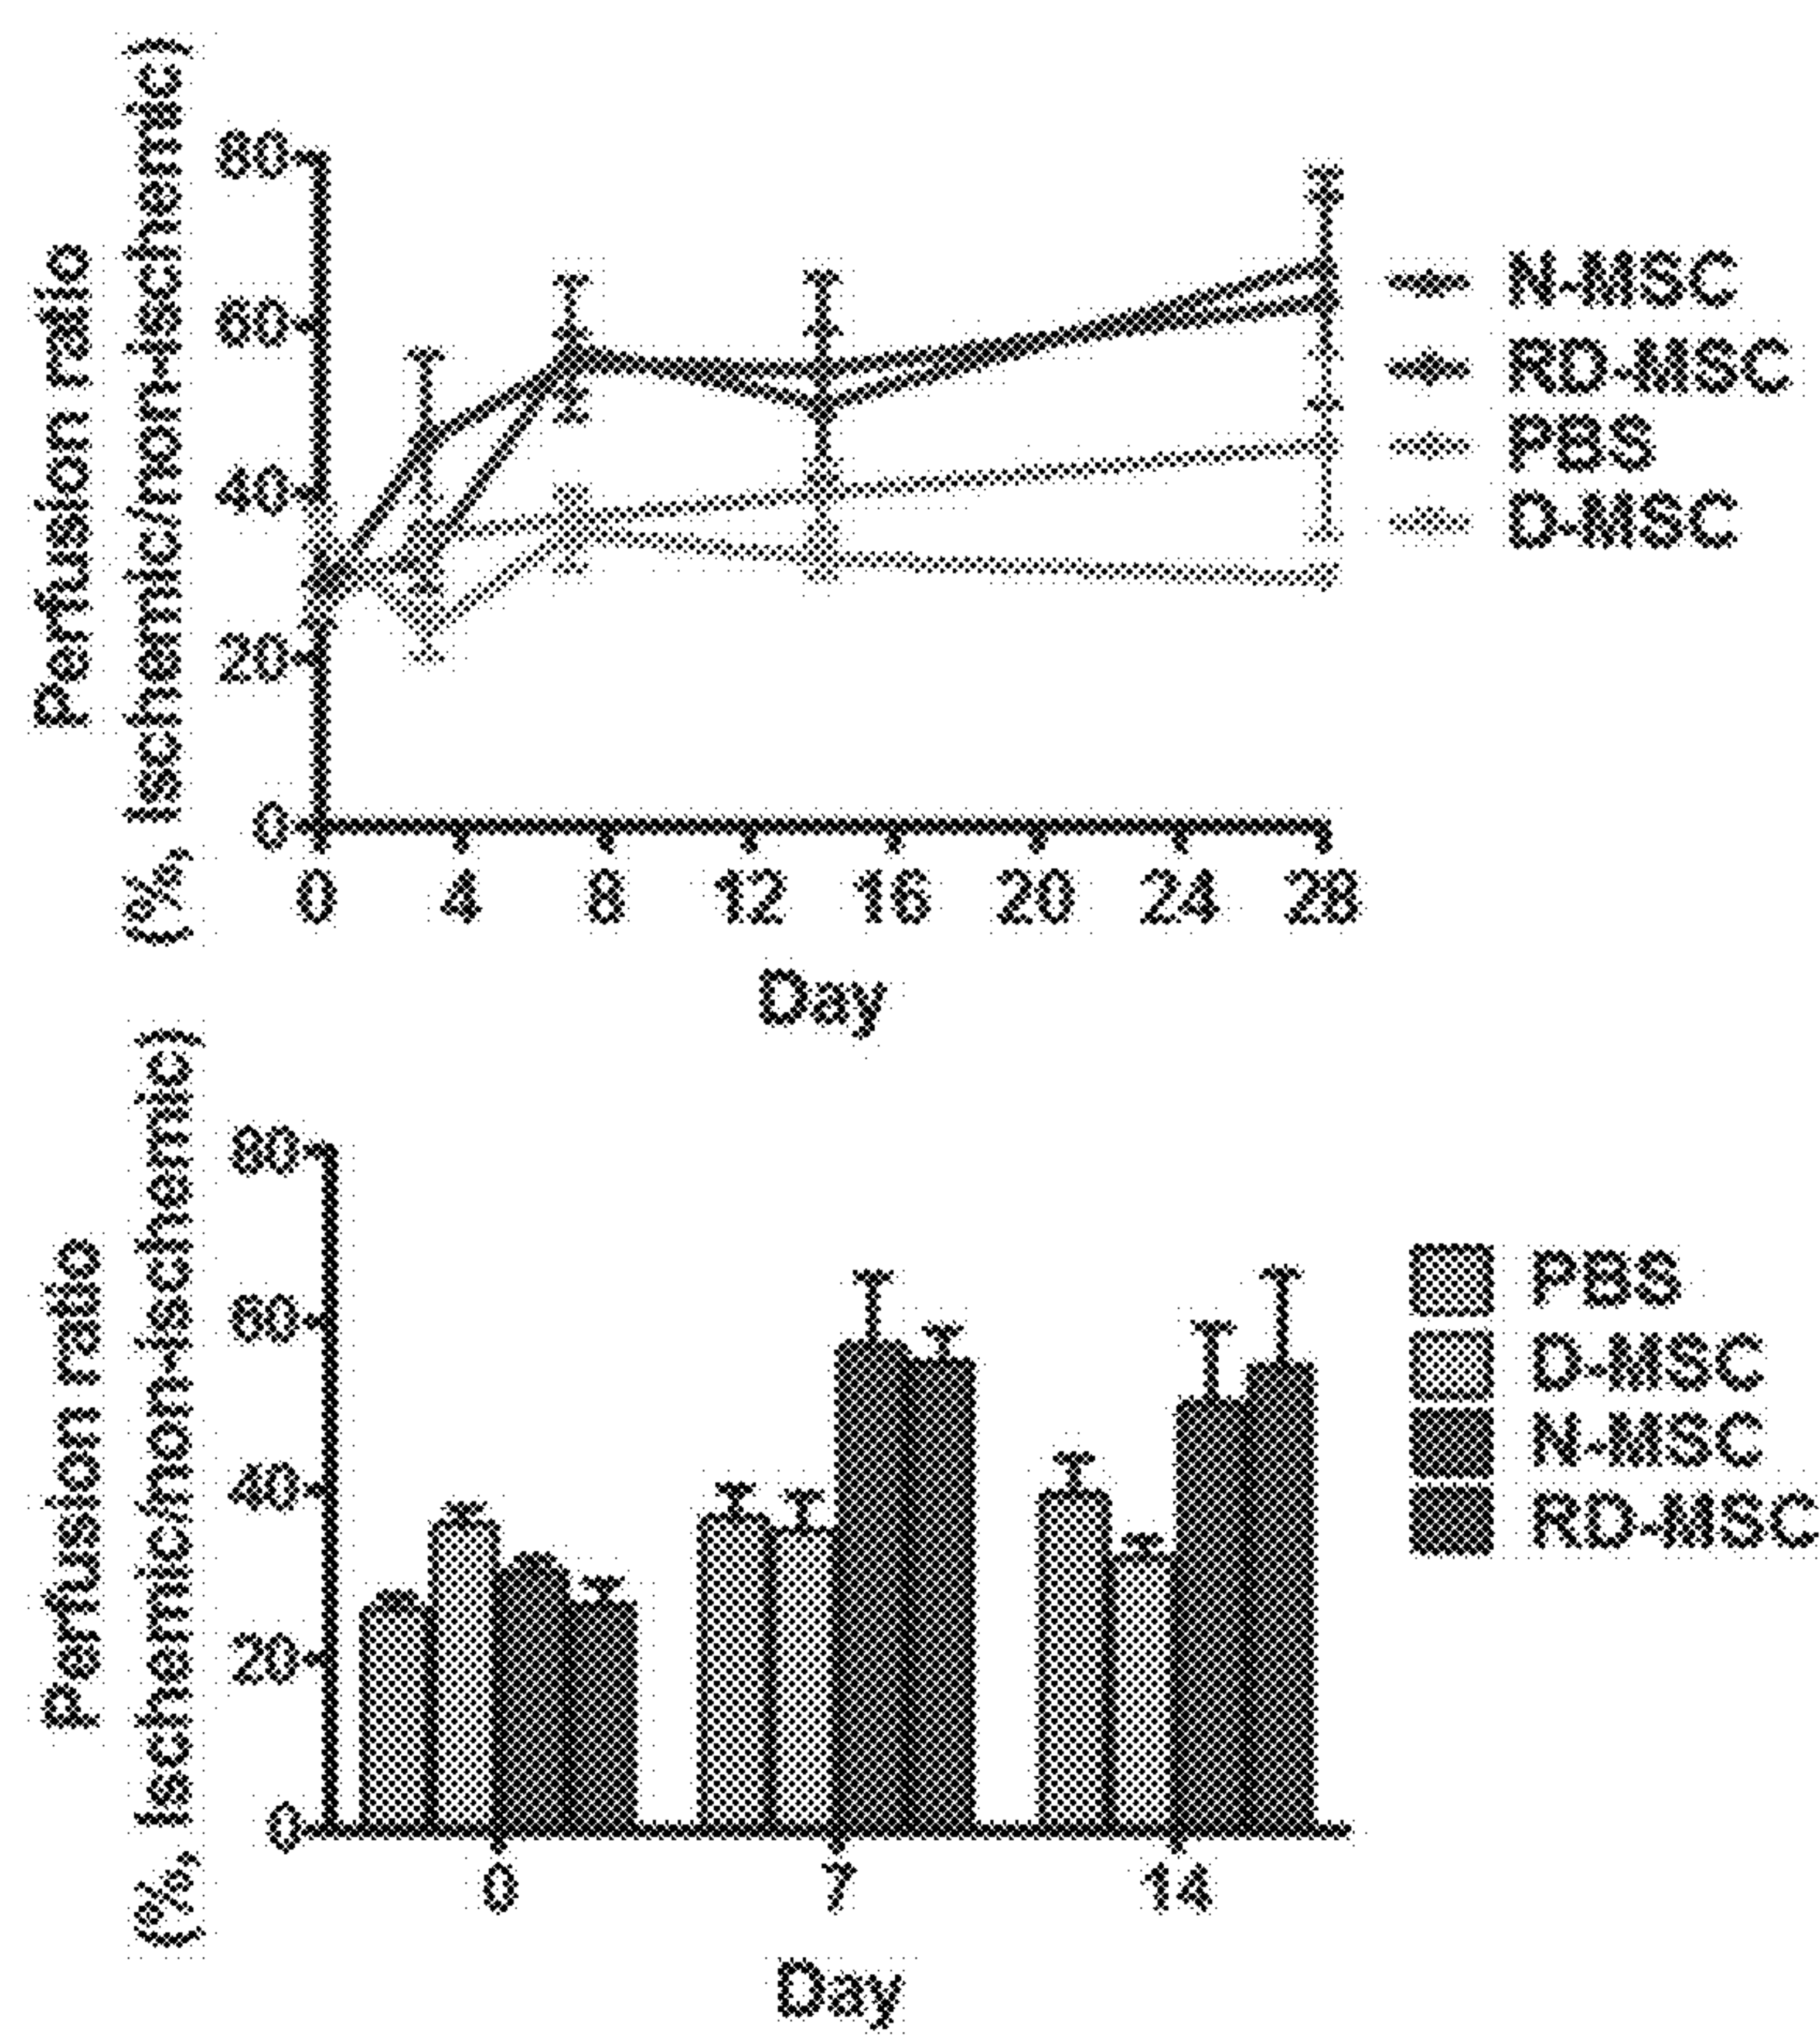 Perfusion ratio
(%, Ischemic/non-ischemic)
80
60
40
20
0
0 4 8 12 16 20 24 28
Day
N-MSC
RD-MSC
PBS
D-MSC
Perfusion ratio
(%, Ischemic/non-ischemic)
80
60
40
20
0
0 7 14
Day
PBS
D-MSC
N-MSC
RD-MSC